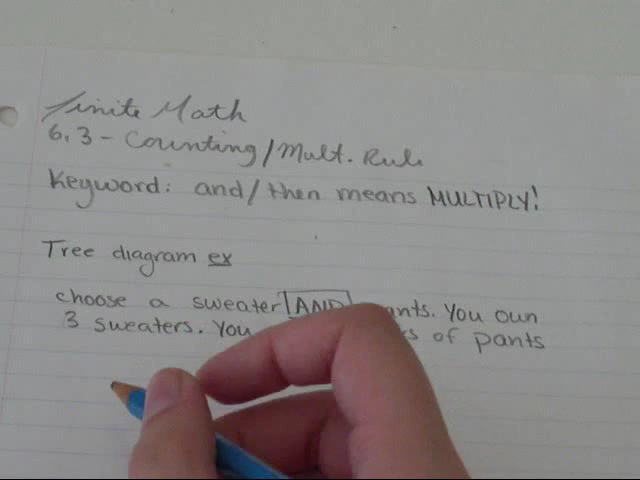 Finite Math
6.3 - Counting/Mult. Rule
Keyword: and/then means MULTIPLY!
Tree diagram ex
choose a sweater AND pants. You own
3 sweaters. You of pants